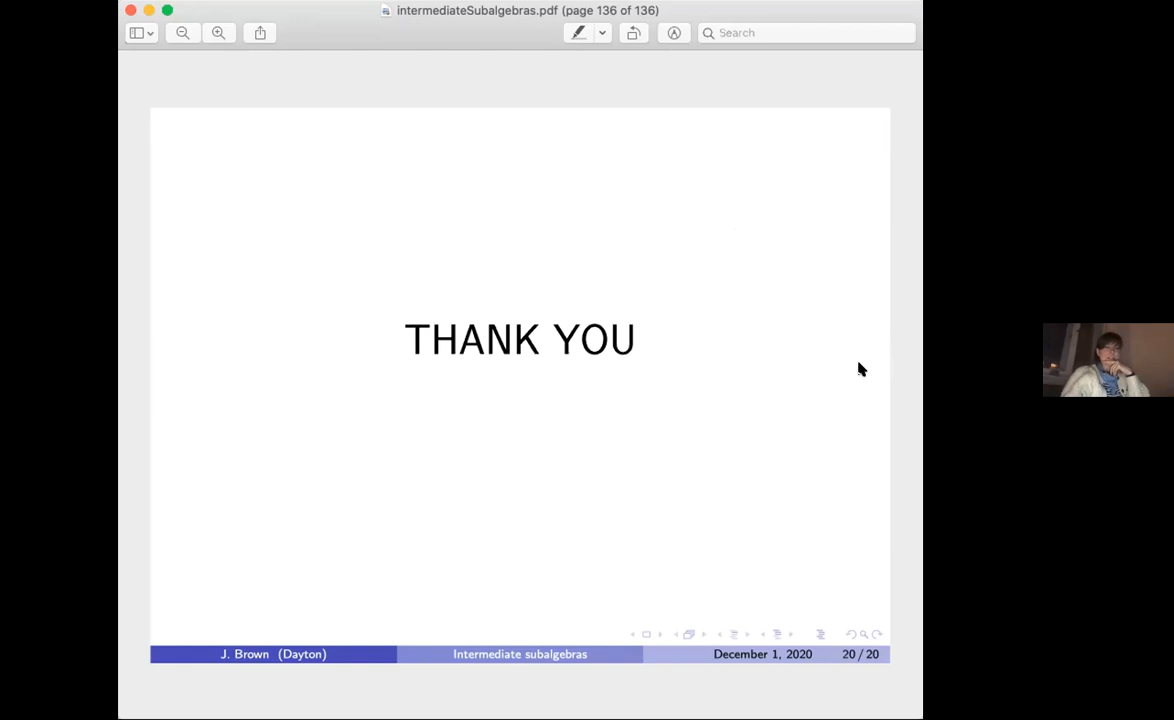 intermediateSubalgebras.pdf (page 136 of 136)
Search
THANK YOU
J. Brown (Dayton) Intermediate subalgebras December 1, 2020 20 / 20